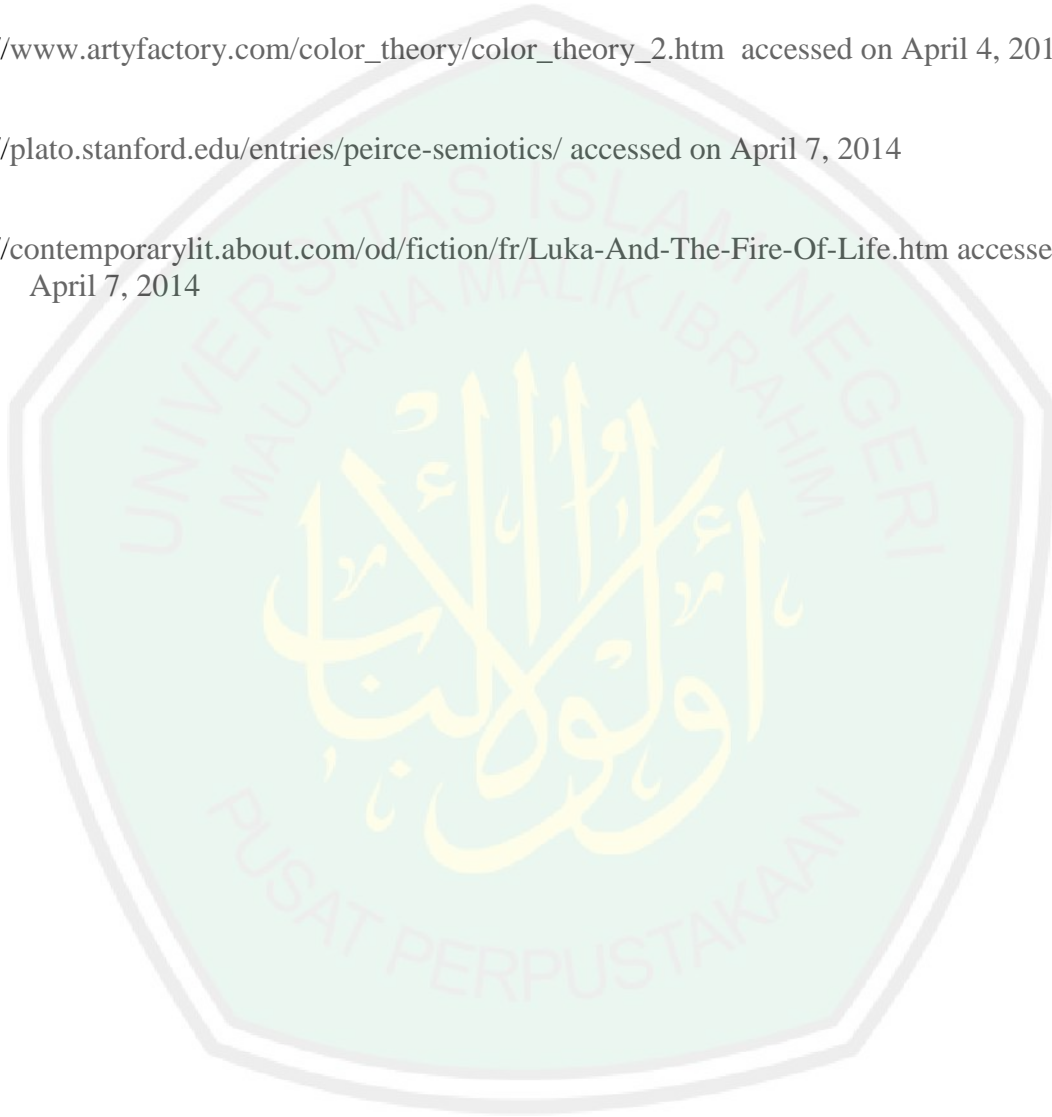 /www.artyfactory.com/color_theory/color_theory_2.htm accessed on April 4, 201
/plato.stanford.edu/entries/peirce-semiotics/ accessed on April 7, 2014
/contemporarylit.about.com/od/fiction/fr/Luka-And-The-Fire-Of-Life.htm accesse
April 7, 2014
UNIVERSITAS ISLAM NEGERI
MAULANA MALIK IBRAHIM
أولوا الألباب
PUSAT PERPUSTAKAAN